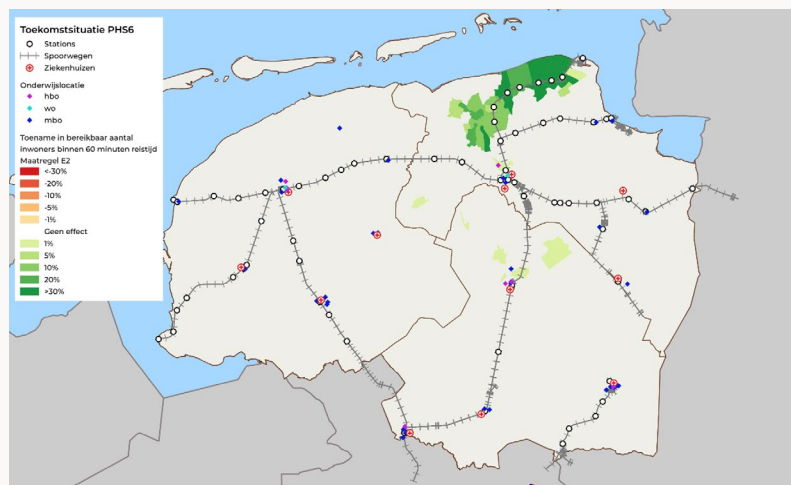 Toekomstsituatie PHS6
Stations
Spoorwegen
Ziekenhuizen
Onderwijslocatie
hbo
wo
mbo
Toename in bereikbaar aantal
inwoners binnen 60 minuten reistijd
Maatregel E2
<-30%
-20%
-10%
-5%
-1%
Geen effect
1%
5%
10%
20%
>30%